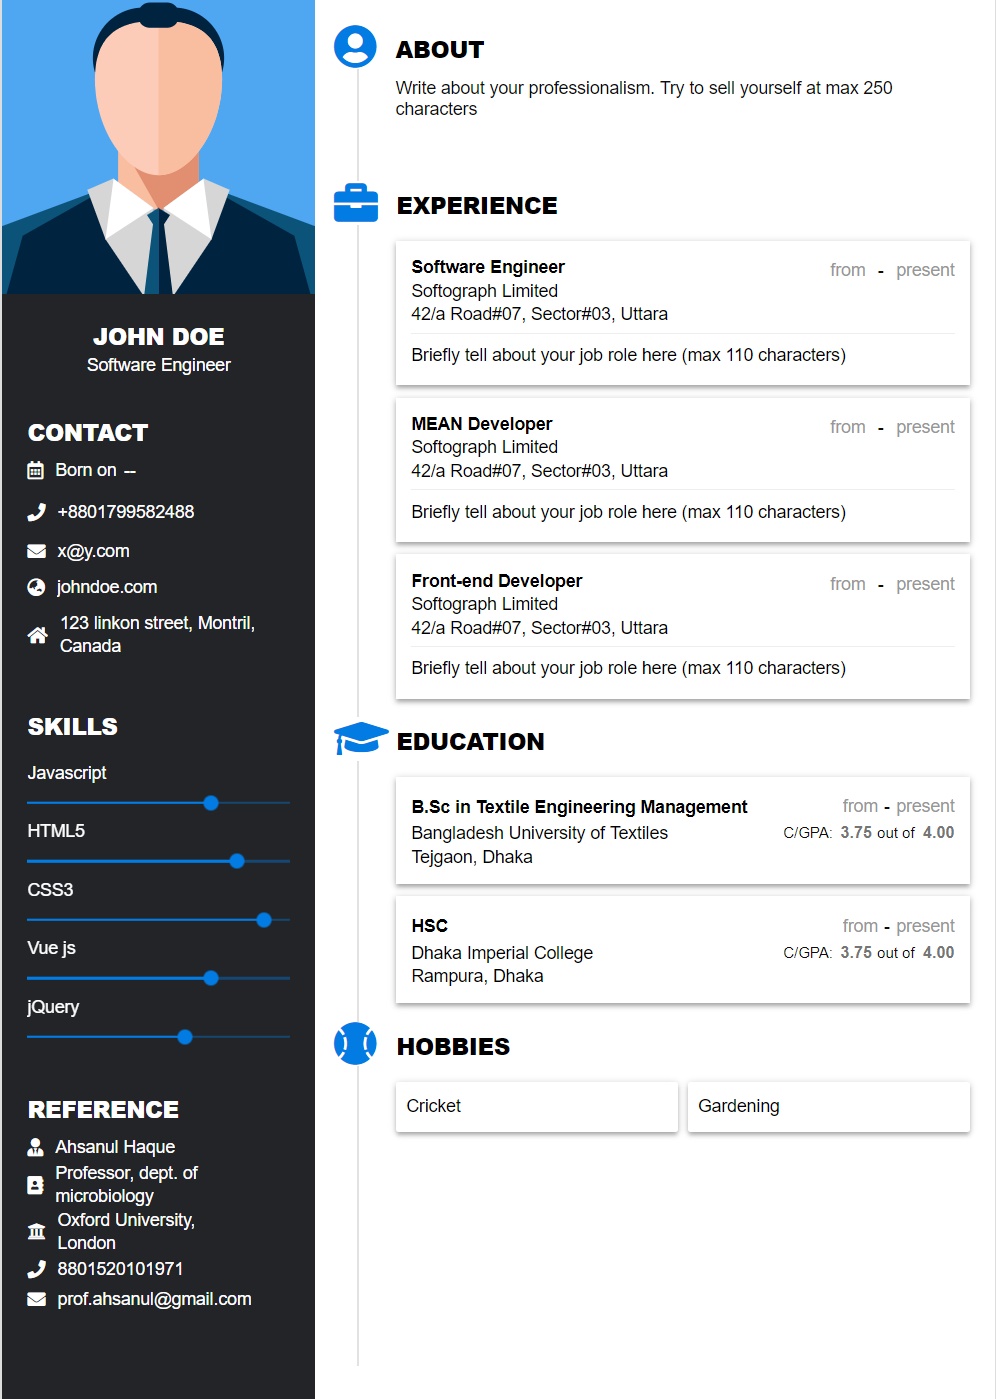 JOHN DOE
Software Engineer
CONTACT
Born on --
+8801799582488
x@y.com
johndoe.com
123 linkon street, Montril,
Canada
SKILLS
Javascript
HTML5
CSS3
Vue js
jQuery
REFERENCE
Ahsanul Haque
Professor, dept. of
microbiology
Oxford University,
London
8801520101971
prof.ahsanul@gmail.com
ABOUT
Write about your professionalism. Try to sell yourself at max 250
characters
EXPERIENCE
Software Engineer from - present
Softograph Limited
42/a Road#07, Sector#03, Uttara
Briefly tell about your job role here (max 110 characters)
MEAN Developer from - present
Softograph Limited
42/a Road#07, Sector#03, Uttara
Briefly tell about your job role here (max 110 characters)
Front-end Developer from - present
Softograph Limited
42/a Road#07, Sector#03, Uttara
Briefly tell about your job role here (max 110 characters)
EDUCATION
B.Sc in Textile Engineering Management from - present
Bangladesh University of Textiles C/GPA: 3.75 out of 4.00
Tejgaon, Dhaka
HSC from - present
Dhaka Imperial College C/GPA: 3.75 out of 4.00
Rampura, Dhaka
HOBBIES
Cricket Gardening